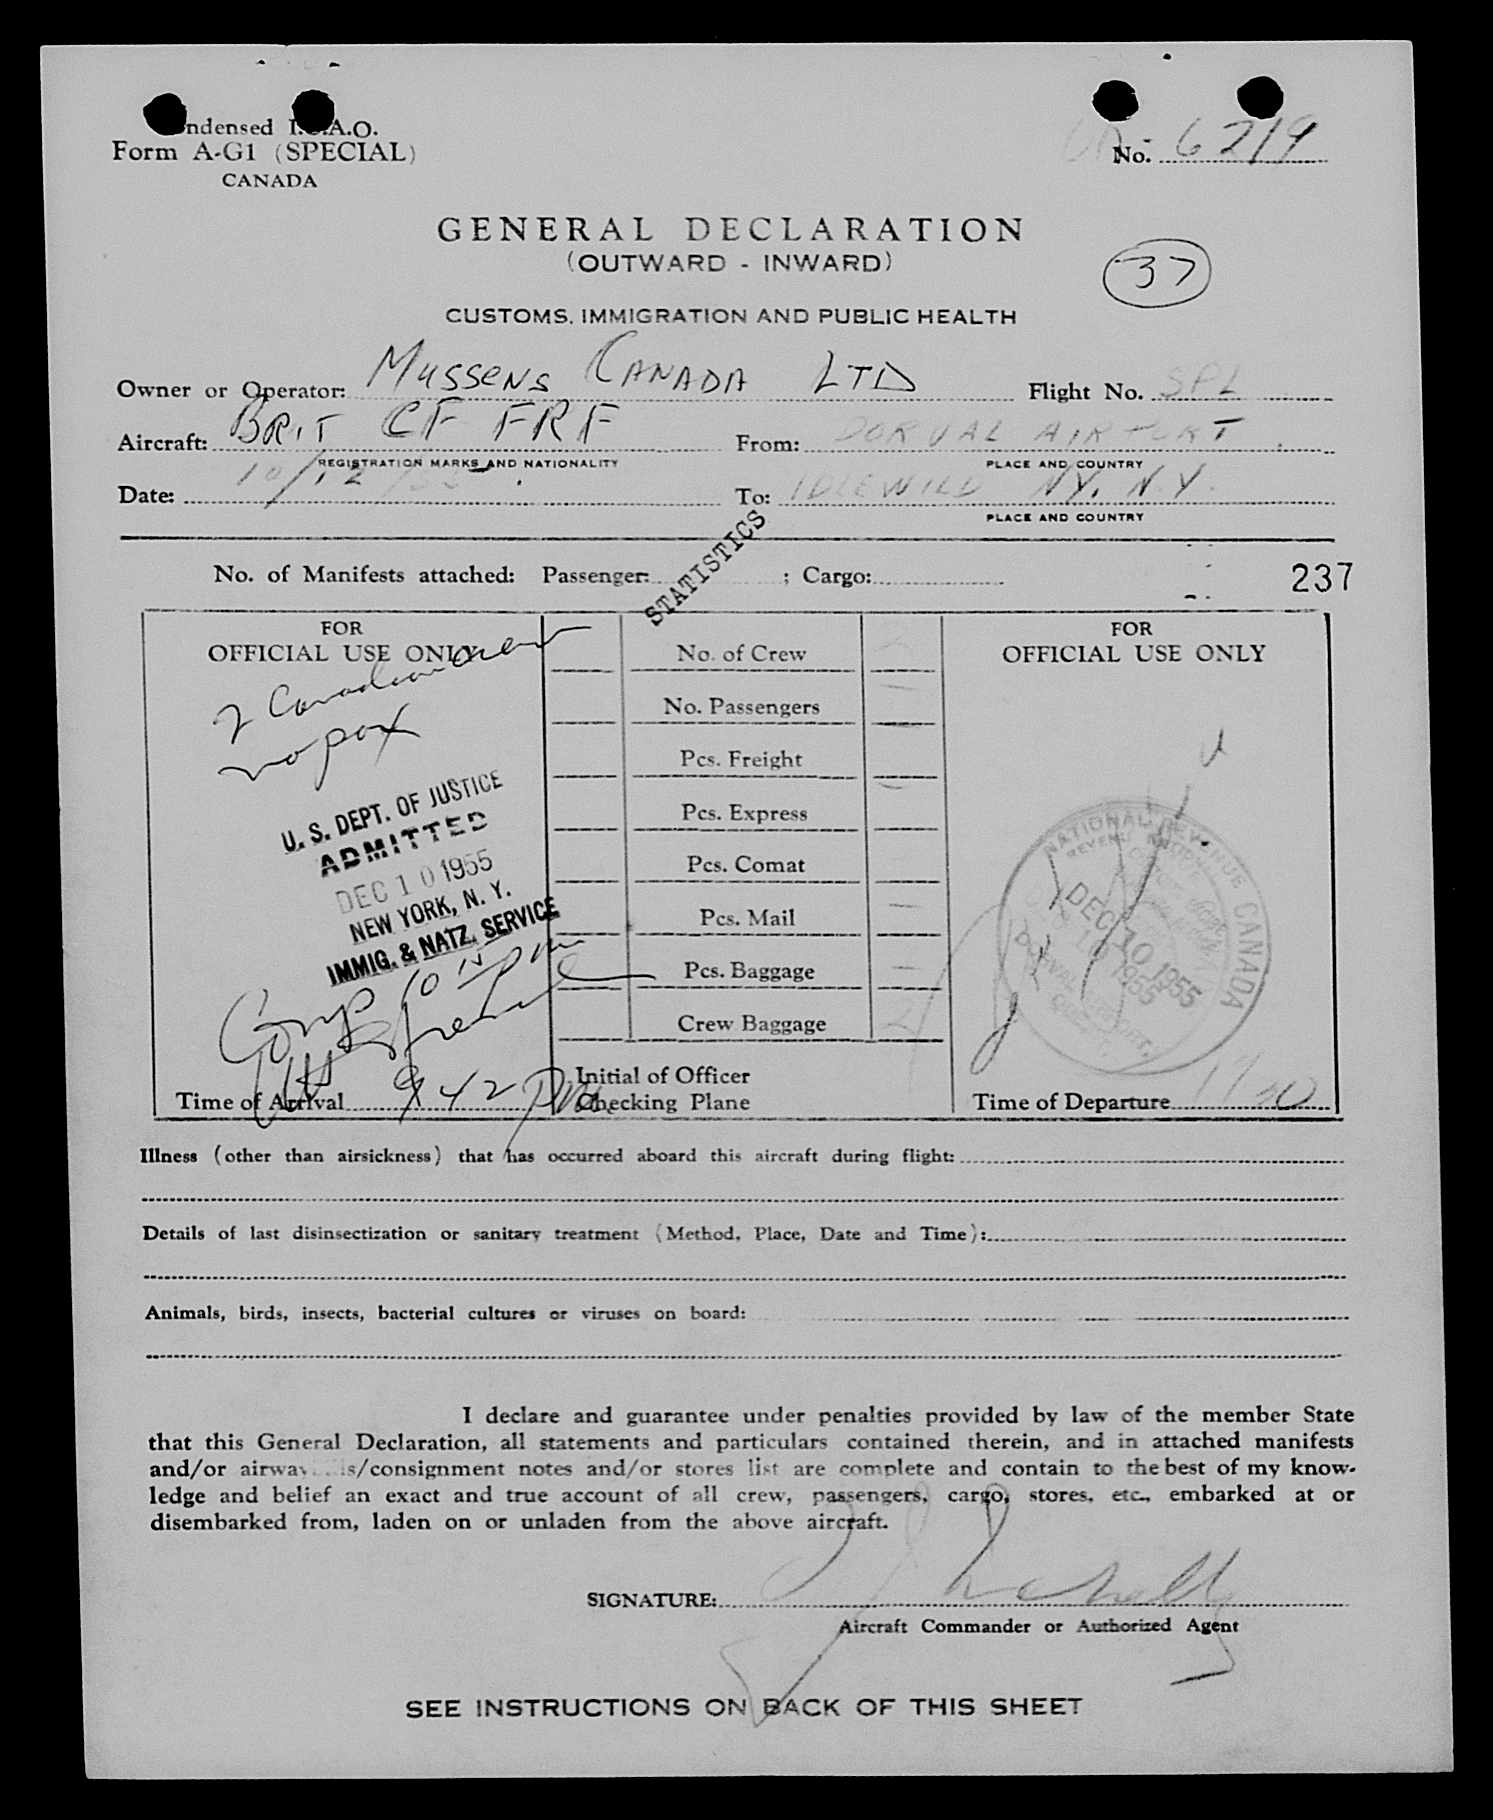 ndensed I.C.A.O.
Form A-G1 (SPECIAL)
CANADA
No. 6219
GENERAL DECLARATION
(OUTWARD - INWARD)
37
CUSTOMS, IMMIGRATION AND PUBLIC HEALTH
Owner or Operator: MUSSENS CANADA LTD Flight No. SPL
Aircraft: BRIT CF FRF From: DORVAL AIRPORT
REGISTRATION MARKS AND NATIONALITY PLACE AND COUNTRY
Date: 10/12/55 To: IDLEWILD NY, N.Y.
PLACE AND COUNTRY
STATISTICS
No. of Manifests attached: Passenger: ; Cargo: 237
FOR
OFFICIAL USE ONLY
2 Canadian crew
no pax
U. S. DEPT. OF JUSTICE
ADMITTED
DEC 10 1955
NEW YORK, N. Y.
IMMIG. & NATZ. SERVICE
Comp 10 pm
Time of Arrival 9 42 Pm
No. of Crew 2
No. Passengers —
Pcs. Freight —
Pcs. Express —
Pcs. Comat
Pcs. Mail —
Pcs. Baggage —
Crew Baggage 2
Initial of Officer
Checking Plane
FOR
OFFICIAL USE ONLY
NATIONAL REVENUE CANADA
DEC 10 1955
Time of Departure
Illness (other than airsickness) that has occurred aboard this aircraft during flight:
Details of last disinsectization or sanitary treatment (Method, Place, Date and Time):
Animals, birds, insects, bacterial cultures or viruses on board:
I declare and guarantee under penalties provided by law of the member State
that this General Declaration, all statements and particulars contained therein, and in attached manifests
and/or airway s/consignment notes and/or stores list are complete and contain to the best of my know-
ledge and belief an exact and true account of all crew, passengers, cargo, stores, etc., embarked at or
disembarked from, laden on or unladen from the above aircraft.
SIGNATURE:
Aircraft Commander or Authorized Agent
SEE INSTRUCTIONS ON BACK OF THIS SHEET